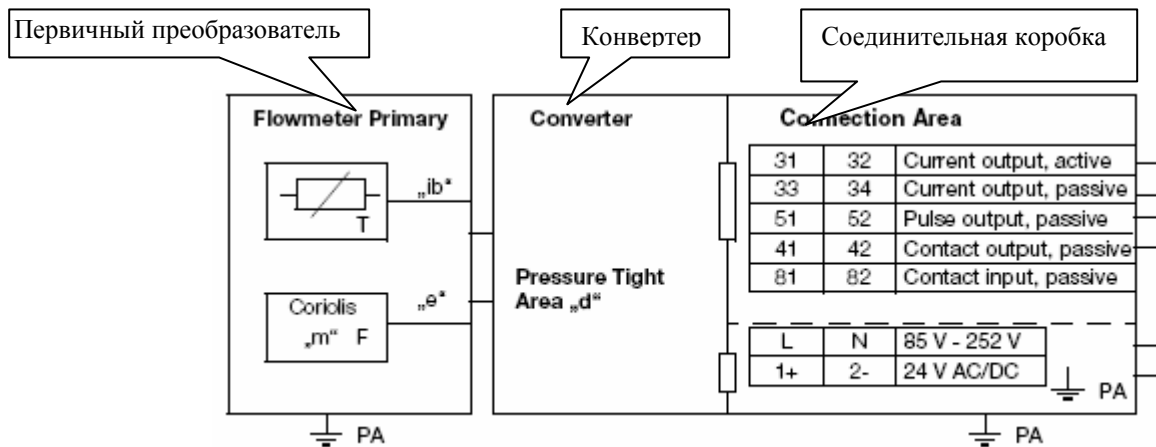 Первичный преобразователь
Конвертер
Соединительная коробка
Flowmeter Primary
Converter
Connection Area
T
„ib“
Coriolis
„m“ F
„e“
Pressure Tight
Area „d“
31 32 Current output, active
33 34 Current output, passive
51 52 Pulse output, passive
41 42 Contact output, passive
81 82 Contact input, passive
L N 85 V - 252 V
1+ 2- 24 V AC/DC
PA
PA
PA